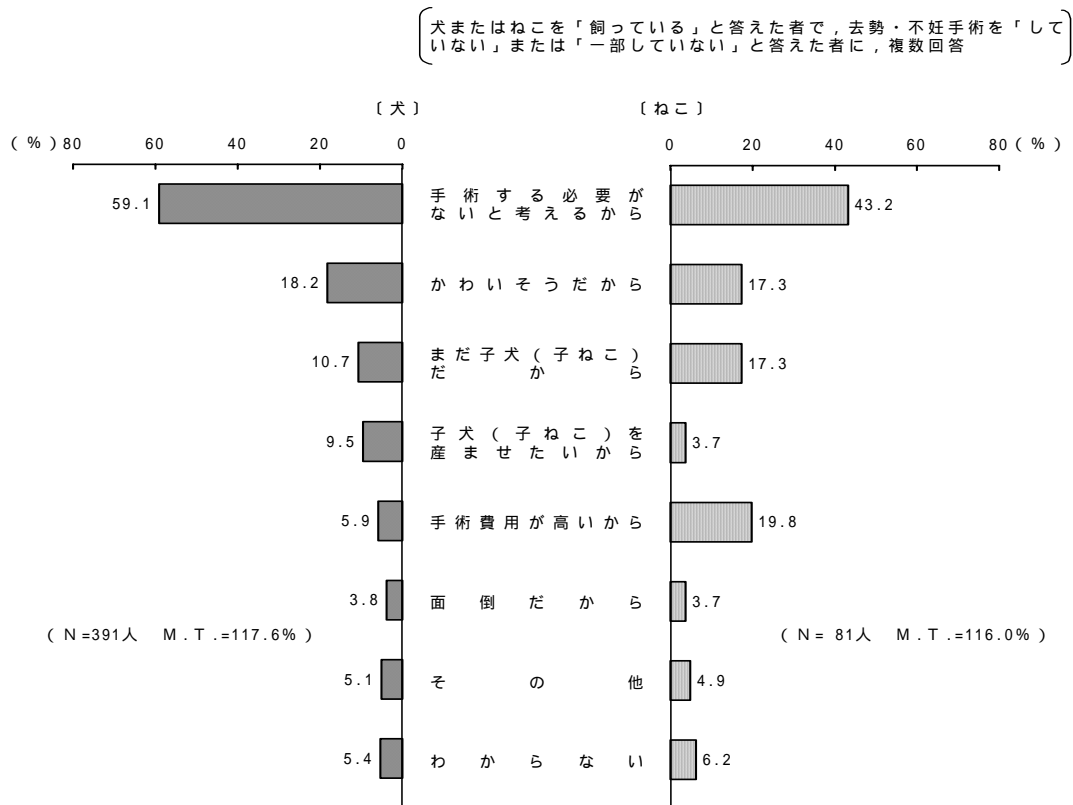 犬またはねこを「飼っている」と答えた者で,去勢・不妊手術を「して
いない」または「一部していない」と答えた者に,複数回答
〔犬〕 〔ねこ〕
(%) 80 60 40 20 0 0 20 40 60 80 (%)
59.1 手術する必要が 43.2
ないと考えるから
18.2 かわいそうだから 17.3
10.7 まだ子犬(子ねこ) 17.3
だから
9.5 子犬(子ねこ)を 3.7
産ませたいから
5.9 手術費用が高いから 19.8
3.8 面倒だから 3.7
(N=391人 M.T.=117.6%) (N= 81人 M.T.=116.0%)
5.1 その他 4.9
5.4 わからない 6.2